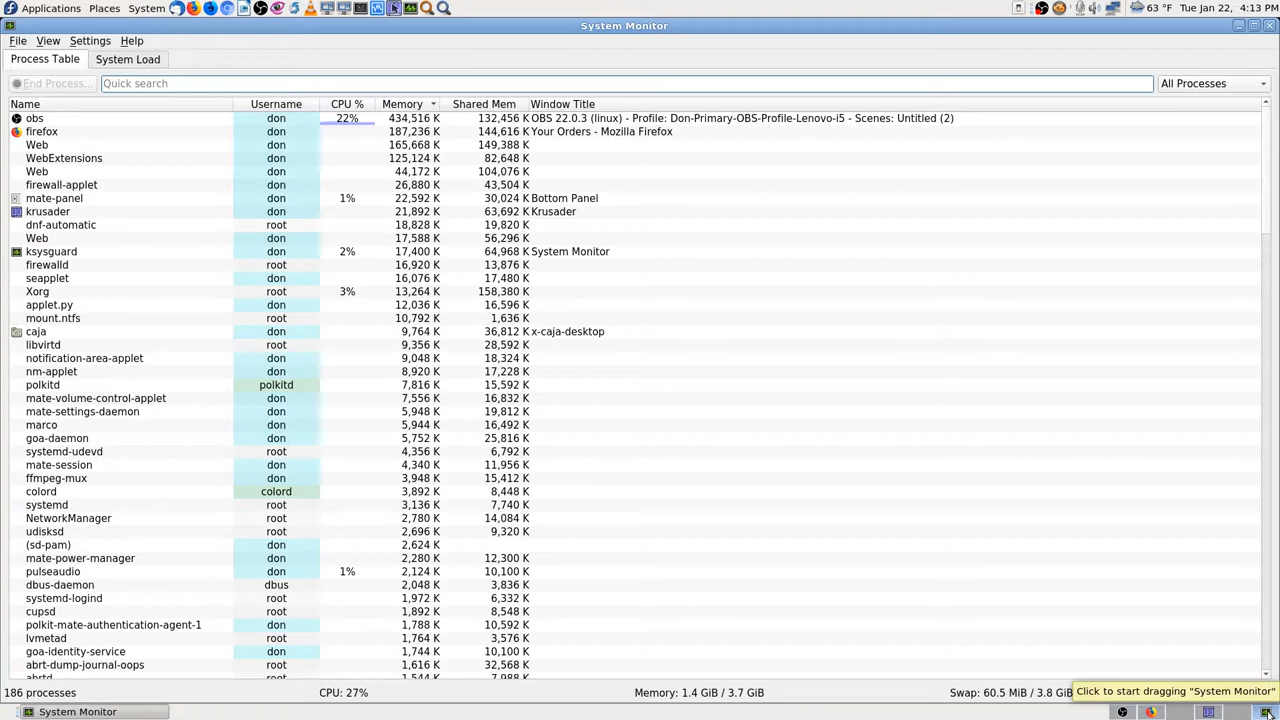 Applications Places System 63 °F Tue Jan 22, 4:13 PM
System Monitor
File View Settings Help
Process Table System Load
End Process... Quick search All Processes
Name Username CPU % Memory Shared Mem Window Title
obs don 22% 434,516 K 132,456 K OBS 22.0.3 (linux) - Profile: Don-Primary-OBS-Profile-Lenovo-i5 - Scenes: Untitled (2)
firefox don 187,236 K 144,616 K Your Orders - Mozilla Firefox
Web don 165,668 K 149,388 K
WebExtensions don 125,124 K 82,648 K
Web don 44,172 K 104,076 K
firewall-applet don 26,880 K 43,504 K
mate-panel don 1% 22,592 K 30,024 K Bottom Panel
krusader don 21,892 K 63,692 K Krusader
dnf-automatic root 18,828 K 19,820 K
Web don 17,588 K 56,296 K
ksysguard don 2% 17,400 K 64,968 K System Monitor
firewalld root 16,920 K 13,876 K
seapplet don 16,076 K 17,480 K
Xorg root 3% 13,264 K 158,380 K
applet.py don 12,036 K 16,596 K
mount.ntfs root 10,792 K 1,636 K
caja don 9,764 K 36,812 K x-caja-desktop
libvirtd root 9,356 K 28,592 K
notification-area-applet don 9,048 K 18,324 K
nm-applet don 8,920 K 17,228 K
polkitd polkitd 7,816 K 15,592 K
mate-volume-control-applet don 7,556 K 16,832 K
mate-settings-daemon don 5,948 K 19,812 K
marco don 5,944 K 16,492 K
goa-daemon don 5,752 K 25,816 K
systemd-udevd root 4,356 K 6,792 K
mate-session don 4,340 K 11,956 K
ffmpeg-mux don 3,948 K 15,412 K
colord colord 3,892 K 8,448 K
systemd root 3,136 K 7,740 K
NetworkManager root 2,780 K 14,084 K
udisksd root 2,696 K 9,320 K
(sd-pam) don 2,624 K
mate-power-manager don 2,280 K 12,300 K
pulseaudio don 1% 2,124 K 10,100 K
dbus-daemon dbus 2,048 K 3,836 K
systemd-logind root 1,972 K 6,332 K
cupsd root 1,892 K 8,548 K
polkit-mate-authentication-agent-1 don 1,788 K 10,592 K
lvmetad root 1,764 K 3,576 K
goa-identity-service don 1,744 K 10,100 K
abrt-dump-journal-oops root 1,616 K 32,568 K
abrtd root 1,544 K 7,988 K
186 processes CPU: 27% Memory: 1.4 GiB / 3.7 GiB Swap: 60.5 MiB / 3.8 GiB
Click to start dragging "System Monitor"
System Monitor